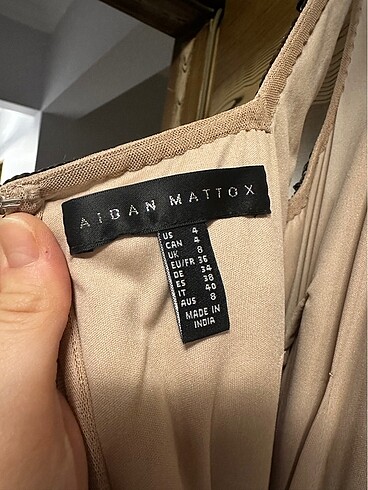 AIDAN MATTOX
US 4
CAN 4
UK 8
EU/FR 36
DE 34
ES 38
IT 40
AUS 8
MADE IN
INDIA